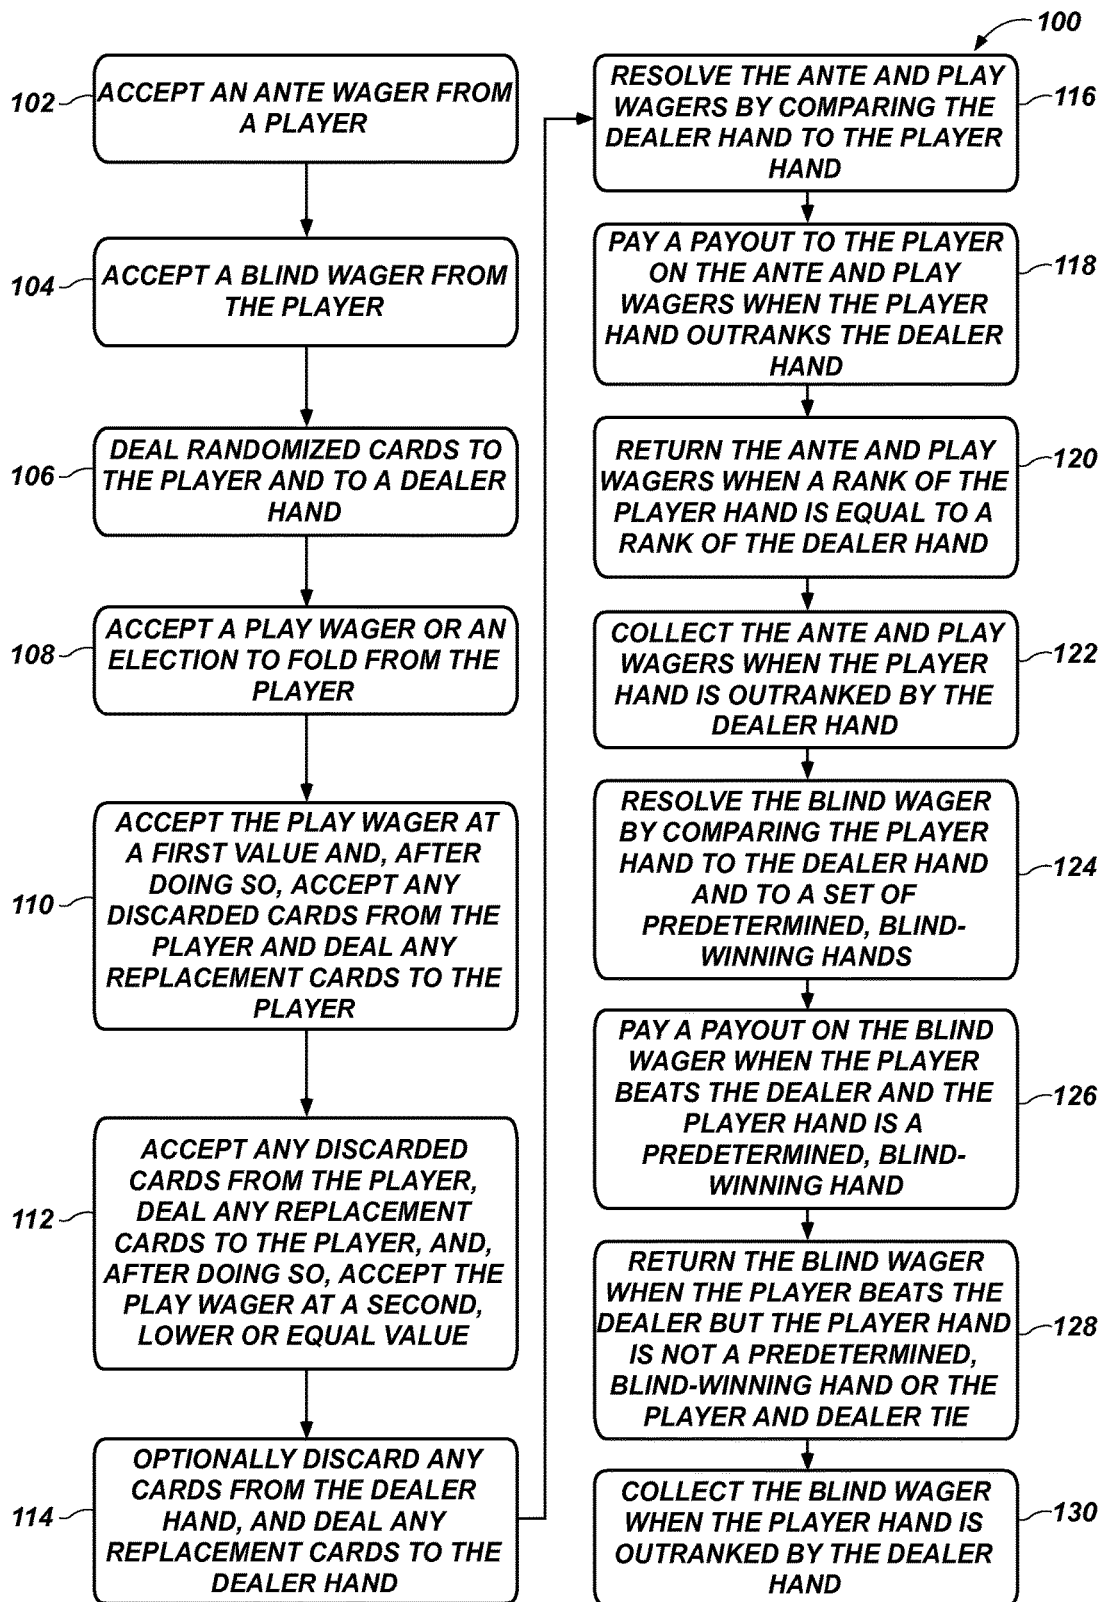 100
102
ACCEPT AN ANTE WAGER FROM
A PLAYER
104
ACCEPT A BLIND WAGER FROM
THE PLAYER
106
DEAL RANDOMIZED CARDS TO
THE PLAYER AND TO A DEALER
HAND
108
ACCEPT A PLAY WAGER OR AN
ELECTION TO FOLD FROM THE
PLAYER
110
ACCEPT THE PLAY WAGER AT
A FIRST VALUE AND, AFTER
DOING SO, ACCEPT ANY
DISCARDED CARDS FROM THE
PLAYER AND DEAL ANY
REPLACEMENT CARDS TO THE
PLAYER
112
ACCEPT ANY DISCARDED
CARDS FROM THE PLAYER,
DEAL ANY REPLACEMENT
CARDS TO THE PLAYER, AND,
AFTER DOING SO, ACCEPT THE
PLAY WAGER AT A SECOND,
LOWER OR EQUAL VALUE
114
OPTIONALLY DISCARD ANY
CARDS FROM THE DEALER
HAND, AND DEAL ANY
REPLACEMENT CARDS TO THE
DEALER HAND
RESOLVE THE ANTE AND PLAY
WAGERS BY COMPARING THE
DEALER HAND TO THE PLAYER
HAND
116
PAY A PAYOUT TO THE PLAYER
ON THE ANTE AND PLAY
WAGERS WHEN THE PLAYER
HAND OUTRANKS THE DEALER
HAND
118
RETURN THE ANTE AND PLAY
WAGERS WHEN A RANK OF THE
PLAYER HAND IS EQUAL TO A
RANK OF THE DEALER HAND
120
COLLECT THE ANTE AND PLAY
WAGERS WHEN THE PLAYER
HAND IS OUTRANKED BY THE
DEALER HAND
122
RESOLVE THE BLIND WAGER
BY COMPARING THE PLAYER
HAND TO THE DEALER HAND
AND TO A SET OF
PREDETERMINED, BLIND-
WINNING HANDS
124
PAY A PAYOUT ON THE BLIND
WAGER WHEN THE PLAYER
BEATS THE DEALER AND THE
PLAYER HAND IS A
PREDETERMINED, BLIND-
WINNING HAND
126
RETURN THE BLIND WAGER
WHEN THE PLAYER BEATS THE
DEALER BUT THE PLAYER HAND
IS NOT A PREDETERMINED,
BLIND-WINNING HAND OR THE
PLAYER AND DEALER TIE
128
COLLECT THE BLIND WAGER
WHEN THE PLAYER HAND IS
OUTRANKED BY THE DEALER
HAND
130